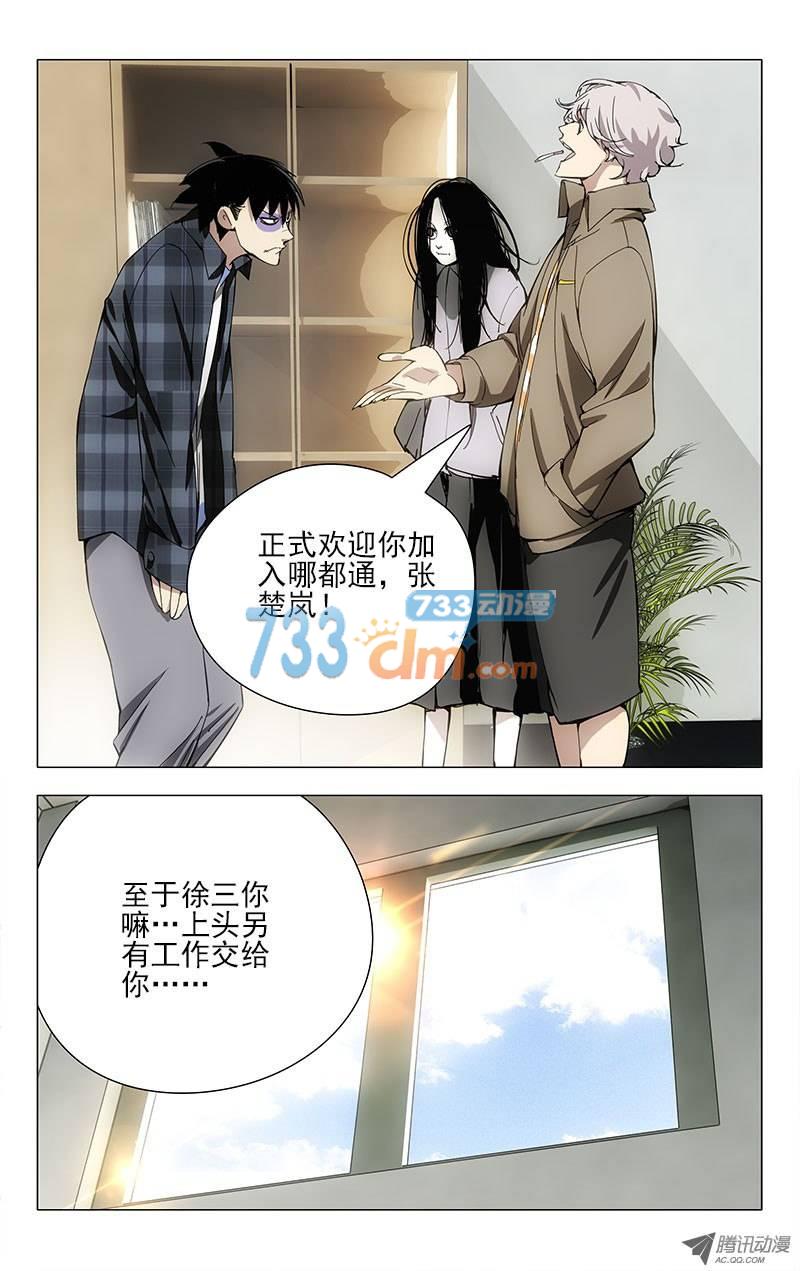 正式欢迎你加
入哪都通，张
楚岚！
733动漫
733dm.com
至于徐三你
嘛…上头另
有工作交给
你……
腾讯动漫
AC.QQ.COM